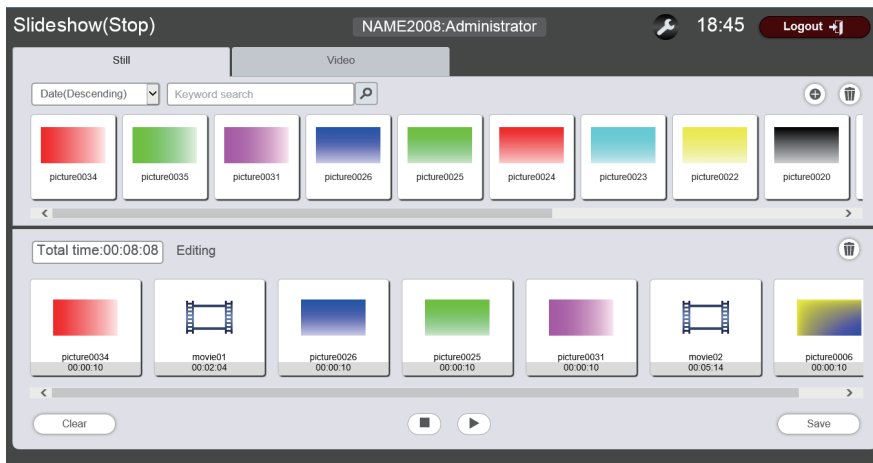 Slideshow(Stop)
NAME2008:Administrator
18:45
Logout
Still
Video
Date(Descending)
Keyword search
picture0034
picture0035
picture0031
picture0026
picture0025
picture0024
picture0023
picture0022
picture0020
Total time:00:08:08
Editing
picture0034
00:00:10
movie01
00:02:04
picture0026
00:00:10
picture0025
00:00:10
picture0031
00:00:10
movie02
00:05:14
picture0006
00:00:10
Clear
Save